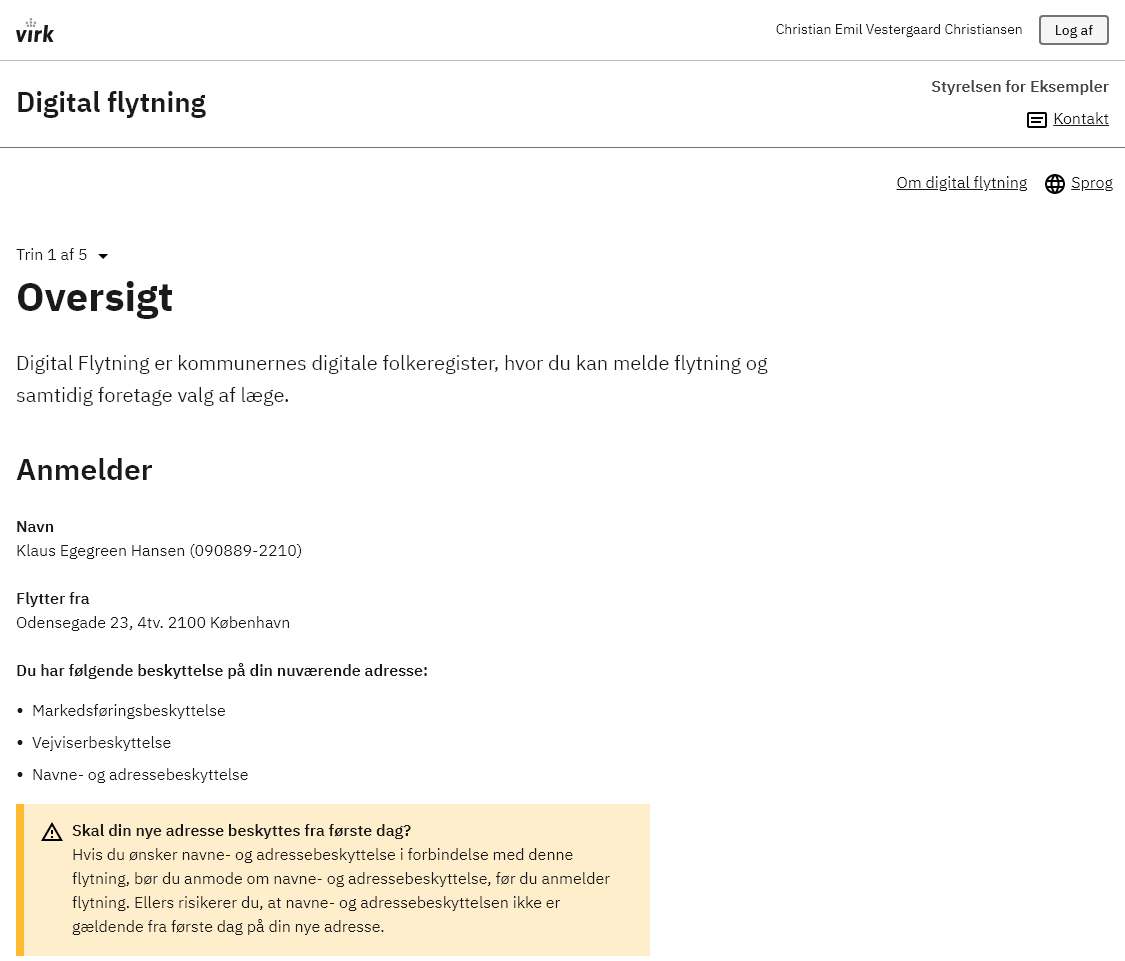 virk
Christian Emil Vestergaard Christiansen
Log af
Digital flytning
Styrelsen for Eksempler
Kontakt
Om digital flytning
Sprog
Trin 1 af 5
Oversigt
Digital Flytning er kommunernes digitale folkeregister, hvor du kan melde flytning og
samtidig foretage valg af læge.
Anmelder
Navn
Klaus Egegreen Hansen (090889-2210)
Flytter fra
Odensegade 23, 4tv. 2100 København
Du har følgende beskyttelse på din nuværende adresse:
• Markedsføringsbeskyttelse
• Vejviserbeskyttelse
• Navne- og adressebeskyttelse
Skal din nye adresse beskyttes fra første dag?
Hvis du ønsker navne- og adressebeskyttelse i forbindelse med denne
flytning, bør du anmode om navne- og adressebeskyttelse, før du anmelder
flytning. Ellers risikerer du, at navne- og adressebeskyttelsen ikke er
gældende fra første dag på din nye adresse.